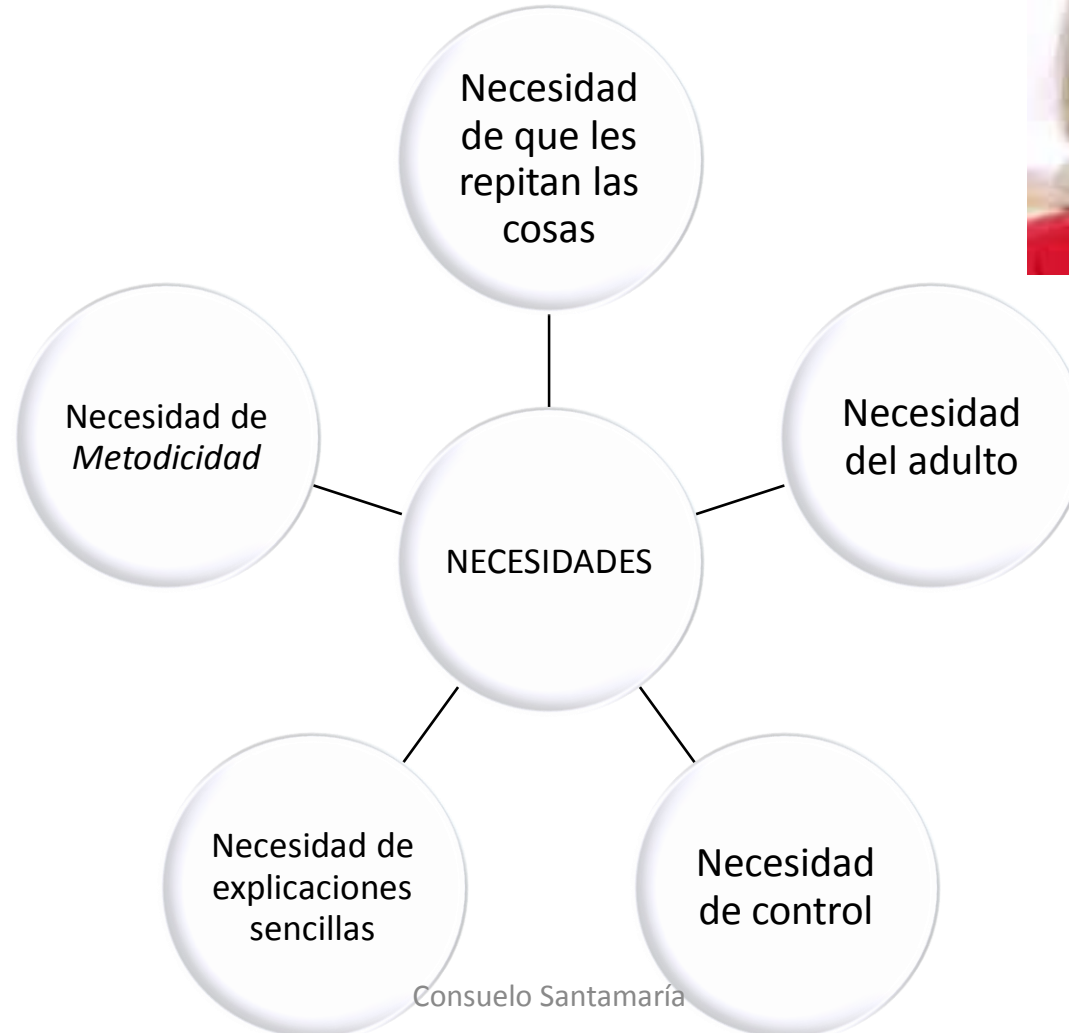 Necesidad
de que les
repitan las
cosas
Necesidad de
Metodicidad
Necesidad
del adulto
NECESIDADES
Necesidad de
explicaciones
sencillas
Necesidad
de control
Consuelo Santamaría